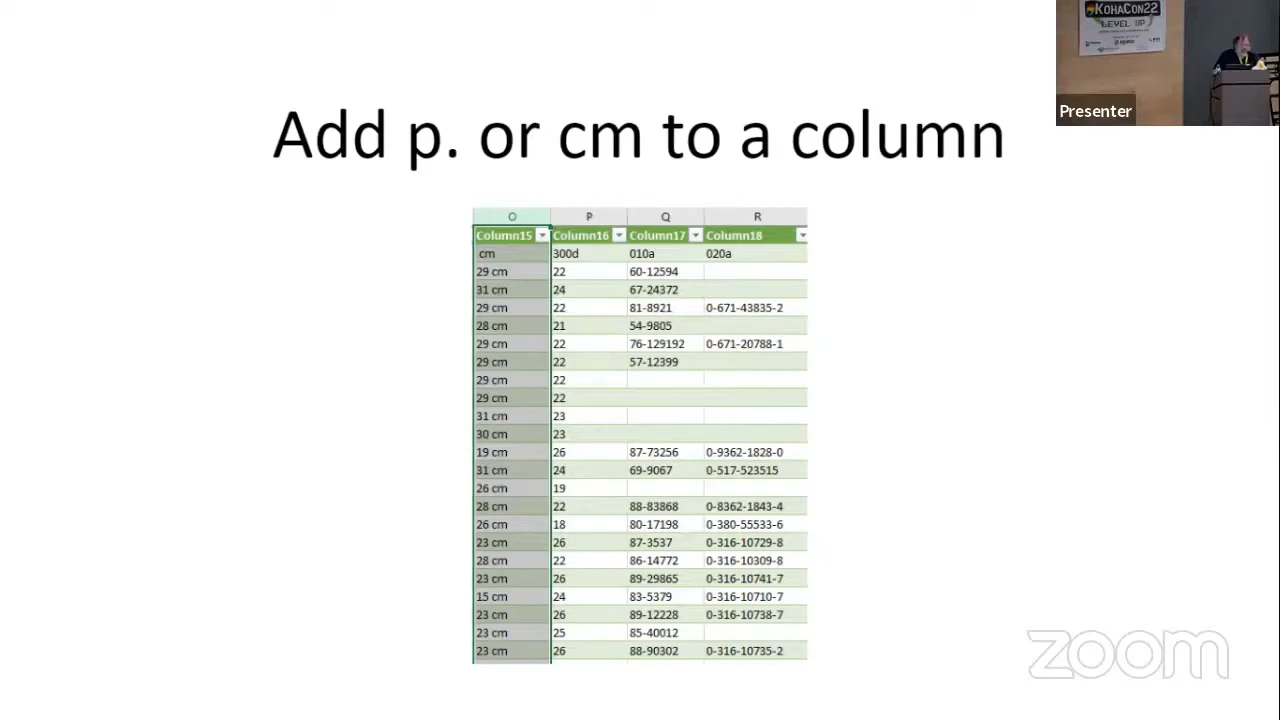 KOHACON22
LEVEL UP
Presenter
Add p. or cm to a column
O P Q R
Column15 Column16 Column17 Column18
cm 300d 010a 020a
29 cm 22 60-12594
31 cm 24 67-24372
29 cm 22 81-8921 0-671-43835-2
28 cm 21 54-9805
29 cm 22 76-129192 0-671-20788-1
29 cm 22 57-12399
29 cm 22
29 cm 22
31 cm 23
30 cm 23
19 cm 26 87-73256 0-9362-1828-0
31 cm 24 69-9067 0-517-523515
26 cm 19
28 cm 22 88-83868 0-8362-1843-4
26 cm 18 80-17198 0-380-55533-6
23 cm 26 87-3537 0-316-10729-8
28 cm 22 86-14772 0-316-10309-8
23 cm 26 89-29865 0-316-10741-7
15 cm 24 83-5379 0-316-10710-7
23 cm 26 89-12228 0-316-10738-7
23 cm 25 85-40012
23 cm 26 88-90302 0-316-10735-2
zoom